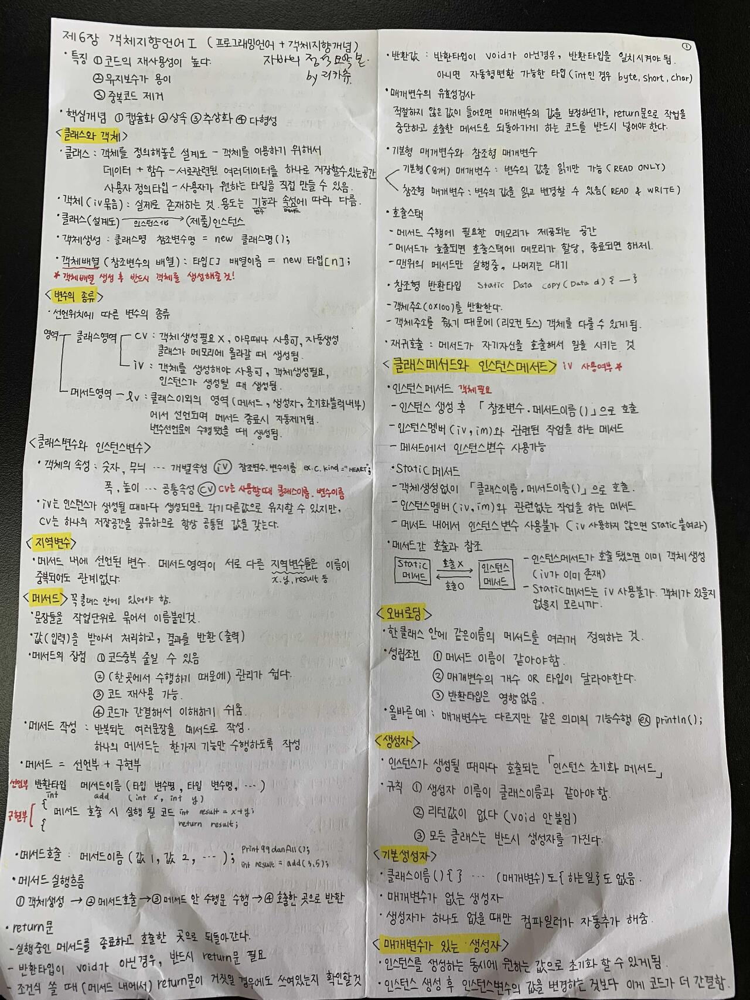 제6장 객체지향언어 I (프로그래밍언어 + 객체지향개념)
• 특징 ① 코드의 재사용성이 높다.
자바의 정석 요약본.
② 유지보수가 용이
by 리카츄.
③ 중복코드 제거
• 핵심개념 ① 캡슐화 ② 상속 ③ 추상화 ④ 다형성
<클래스와 객체>
• 클래스 : 객체를 정의해놓은 설계도 - 객체를 이용하기 위해서
데이터 + 함수 - 서로관련된 여러데이터를 하나로 저장할수있는공간
사용자 정의타입 - 사용자가 원하는 타입을 직접 만들 수 있음.
• 객체 (iv묶음) : 실제로 존재하는 것. 용도는 기능과 속성에 따라 다름.
변수 메서드
• 클래스(설계도) 인스턴스화→ (제품)인스턴스
• 객체생성 : 클래스명 참조변수명 = new 클래스명();
• 객체배열 (참조변수의 배열) : 타입[] 배열이름 = new 타입[n];
* 객체배열 생성 후 반드시 객체를 생성해줄것!
<변수의 종류>
• 선언위치에 따른 변수의 종류
영역 클래스영역 CV : 객체생성필요 X, 아무때나 사용可, 자동생성
클래스가 메모리에 올라갈 때 생성됨.
iV : 객체를 생성해야 사용可, 객체생성필요,
인스턴스가 생성될 때 생성됨.
메서드영역 - lv : 클래스이외의 영역 (메서드, 생성자, 초기화블럭내부)
에서 선언되며 메서드 종료시 자동제거됨.
변수선언문이 수행됐을 때 생성됨.
<클래스변수와 인스턴스변수>
• 객체의 속성 : 숫자, 무늬 … 개별속성 (iV) 참조변수.변수이름 ex. C.kind="HEART";
폭, 높이 … 공통속성 (CV) CV는 사용할때 클래스이름.변수이름
• iV는 인스턴스가 생성될 때마다 생성되므로 각기 다른값으로 유지할 수 있지만,
CV는 하나의 저장공간을 공유하므로 항상 공통된 값을 갖는다.
<지역변수>
• 메서드 내에 선언된 변수. 메서드영역이 서로 다른 지역변수들은 이름이
중복되어도 관계없다. x.y, result 등
<메서드> 꼭 클래스 안에 있어야 함.
• 문장들을 작업단위로 묶어서 이름붙인것.
• 값(입력)을 받아서 처리하고, 결과를 반환 (출력)
• 메서드의 장점 ① 코드중복 줄일 수 있음
② (한곳에서 수행하기 때문에) 관리가 쉽다.
③ 코드 재사용 가능.
④ 코드가 간결해서 이해하기 쉬움.
• 메서드 작성 : 반복되는 여러문장을 메서드로 작성.
하나의 메서드는 한가지 기능만 수행하도록 작성
• 메서드 = 선언부 + 구현부
선언부 반환타입 메서드이름 (타입 변수명, 타입 변수명, …)
int add (int x, int y)
{
구현부 메서드 호출 시 실행 될 코드 int result = x+y;
{ return result;
• 메서드호출 : 메서드이름 (값1, 값2, …); print99danAll();
int result = add(3,5);
• 메서드 실행흐름
① 객체생성 → ② 메서드호출 → ③ 메서드 안 수행문 수행 → ④ 호출한 곳으로 반환
• return문
- 실행중인 메서드를 종료하고 호출한 곳으로 되돌아간다.
- 반환타입이 void가 아닌경우, 반드시 return문 필요
- 조건식 쓸 때 (메서드 내에서) return문이 거짓일 경우에도 쓰여있는지 확인할것
①
• 반환값 : 반환타입이 void가 아닌경우, 반환타입을 일치시켜야 됨.
아니면 자동형변환 가능한 타입(int인 경우 byte, short, char)
• 매개변수의 유효성검사
적절하지 않은 값이 들어오면 매개변수의 값을 보정하던가, return문으로 작업을
중단하고 호출한 메서드로 되돌아가게 하는 코드를 반드시 넣어야 한다.
• 기본형 매개변수와 참조형 매개변수
기본형(8개) 매개변수 : 변수의 값을 읽기만 가능 (READ ONLY)
참조형 매개변수 : 변수의 값을 읽고 변경할 수 있음 (READ & WRITE)
• 호출스택
- 메서드 수행에 필요한 메모리가 제공되는 공간
- 메서드가 호출되면 호출스택에 메모리가 할당, 종료되면 해제.
- 맨위의 메서드만 실행중, 나머지는 대기
• 참조형 반환타입 static Data copy(Data d) { — }
- 객체주소(0x100)를 반환한다.
- 객체주소를 줬기 때문에 (리모컨 토스) 객체를 다룰 수 있게됨.
• 재귀호출 : 메서드가 자기자신을 호출해서 일을 시키는 것
<클래스메서드와 인스턴스메서드> iV 사용여부 *
• 인스턴스메서드 객체필요
- 인스턴스 생성 후 「참조변수.메서드이름()」으로 호출
- 인스턴스멤버 (iv, im)와 관련된 작업을 하는 메서드
- 메서드에서 인스턴스변수 사용가능
• Static 메서드
- 객체생성없이 「클래스이름.메서드이름()」으로 호출.
- 인스턴스멤버 (iv, im)와 관련없는 작업을 하는 메서드
- 메서드 내에서 인스턴스변수 사용불가 (iv 사용하지 않으면 static 붙여라)
• 메서드간 호출과 참조
Static 메서드 호출 X 호출 O 인스턴스 메서드
- 인스턴스메서드가 호출 됐으면 이미 객체 생성
(iV가 이미 존재)
- Static메서드는 iv 사용불가. 객체가 있을지
없을지 모르니까.
<오버로딩>
• 한클래스 안에 같은이름의 메서드를 여러개 정의하는 것.
• 성립조건 ① 메서드 이름이 같아야함.
② 매개변수의 개수 OR 타입이 달라야한다.
③ 반환타입은 영향 없음.
• 올바른 예 : 매개변수는 다르지만 같은 의미의 기능수행 ex println();
<생성자>
• 인스턴스가 생성될 때마다 호출되는 「인스턴스 초기화 메서드」
• 규칙 ① 생성자 이름이 클래스이름과 같아야 함.
② 리턴값이 없다 (void 안붙임)
③ 모든 클래스는 반드시 생성자를 가진다.
<기본생성자>
• 클래스이름(){ } … (매개변수)도{하는일}도 없음.
• 매개변수가 없는 생성자
• 생성자가 하나도 없을 때만 컴파일러가 자동추가 해줌.
<매개변수가 있는 생성자>
• 인스턴스를 생성하는 동시에 원하는 값으로 초기화 할 수 있게됨.
• 인스턴스 생성 후 인스턴스변수의 값을 변경하는 것보다 이게 코드가 더 간결함.